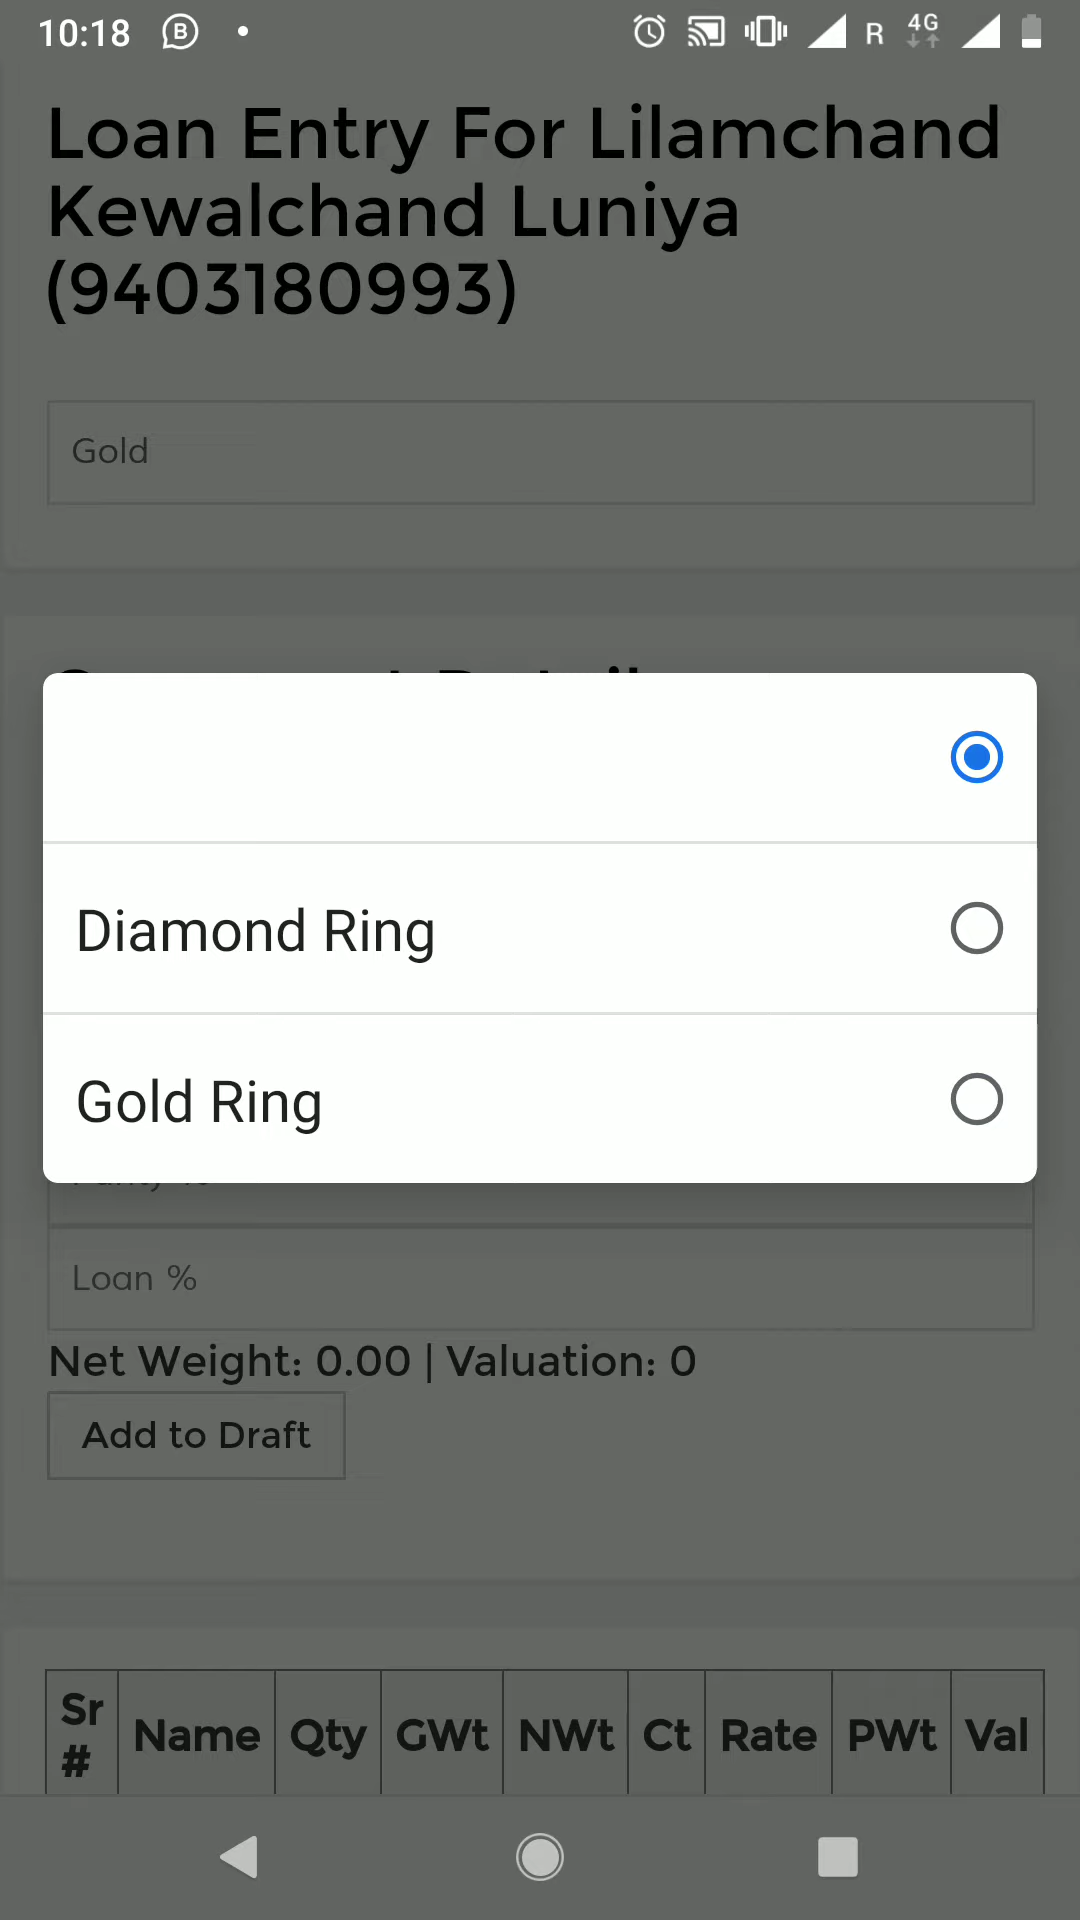 10:18 B R 4G
Loan Entry For Lilamchand
Kewalchand Luniya
(9403180993)
Gold
Diamond Ring
Gold Ring
Loan %
Net Weight: 0.00 | Valuation: 0
Add to Draft
Sr # Name Qty GWt NWt Ct Rate PWt Val